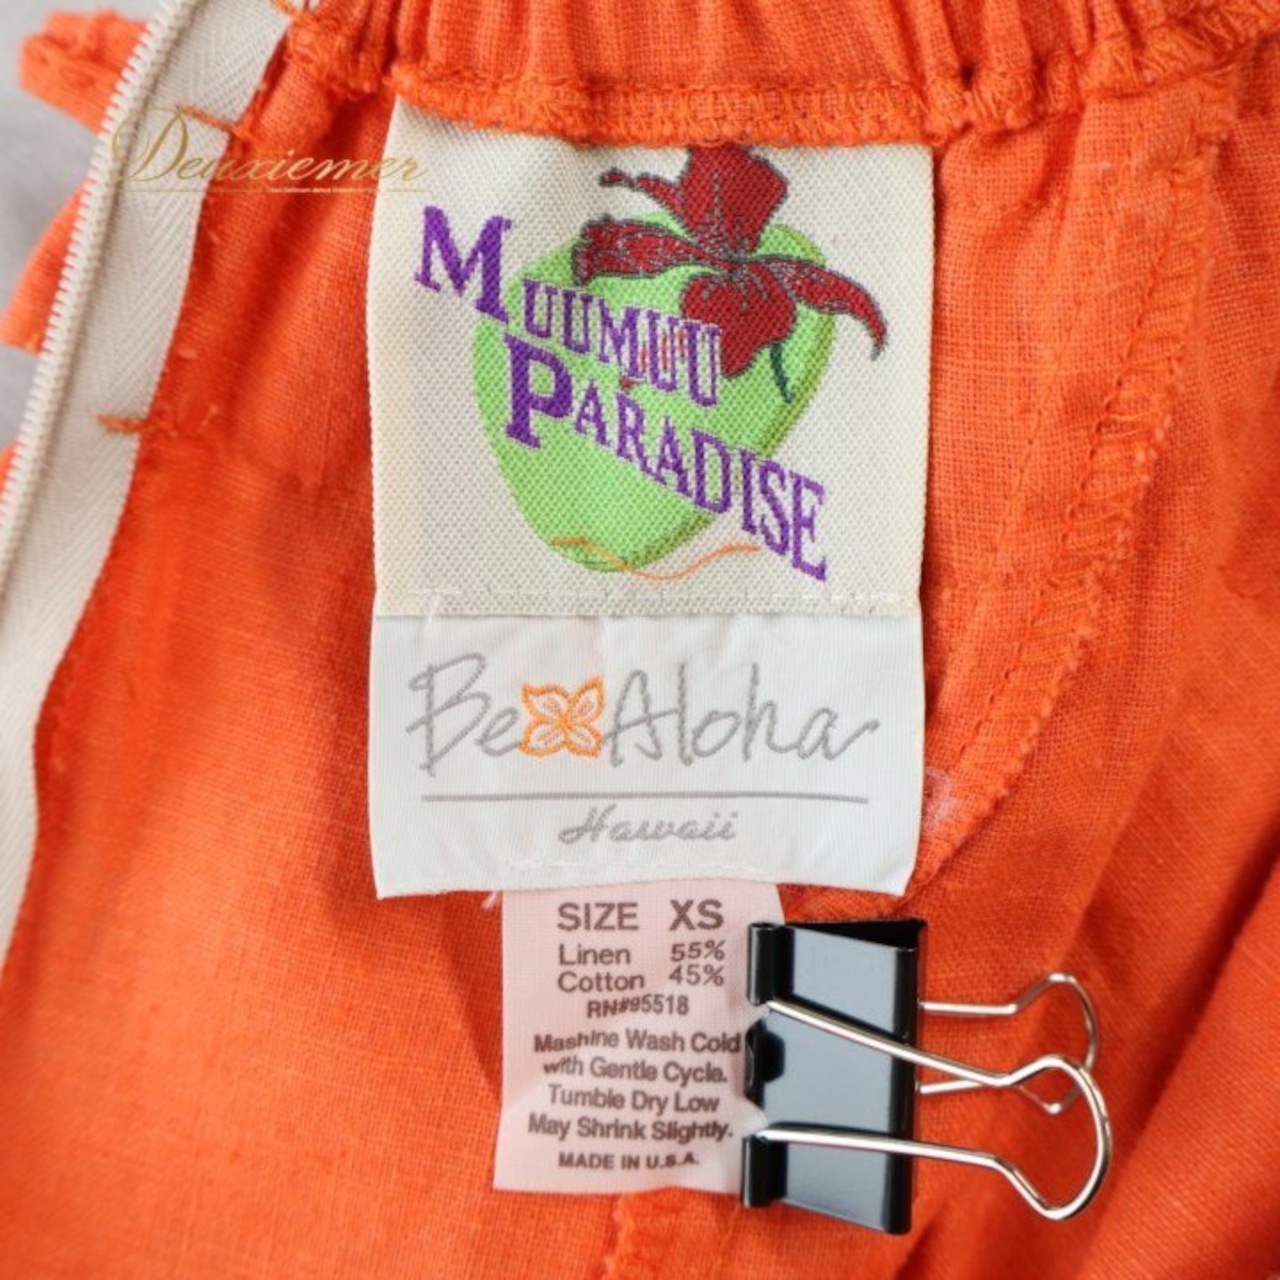 Deuxiemer
MUUMUU
PARADISE
Be Aloha
Hawaii
SIZE XS
Linen 55%
Cotton 45%
RN#95518
Mashine Wash Cold
with Gentle Cycle.
Tumble Dry Low
May Shrink Slightly.
MADE IN U.S.A.